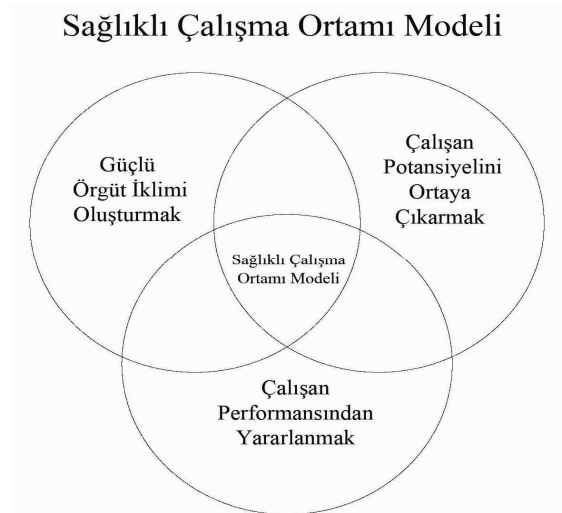 Sağlıklı Çalışma Ortamı Modeli
Güçlü
Örgüt İklimi
Oluşturmak
Çalışan
Potansiyelini
Ortaya
Çıkarmak
Sağlıklı Çalışma
Ortamı Modeli
Çalışan
Performansından
Yararlanmak